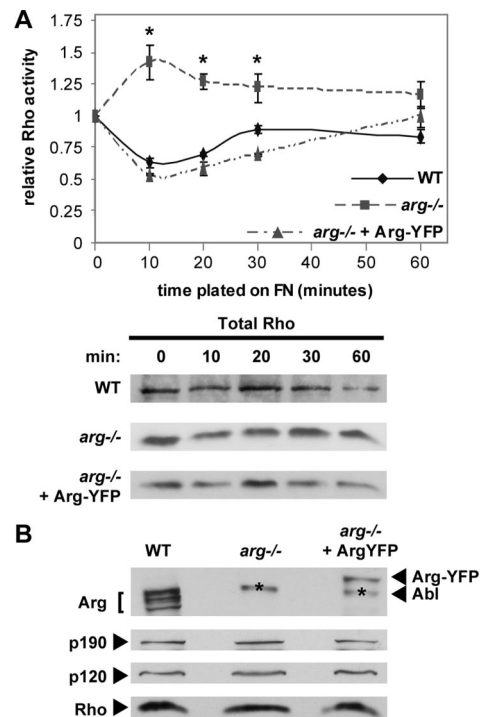 A
relative Rho activity
1.75
1.5
1.25
1
0.75
0.5
0.25
0
* * *
WT
arg-/-
arg-/- + Arg-YFP
0 10 20 30 40 50 60
time plated on FN (minutes)
Total Rho
min: 0 10 20 30 60
WT
arg-/-
arg-/-
+ Arg-YFP
B
WT arg-/- arg-/-
+ ArgYFP
Arg-YFP
* * Abl
Arg [
p190
p120
Rho